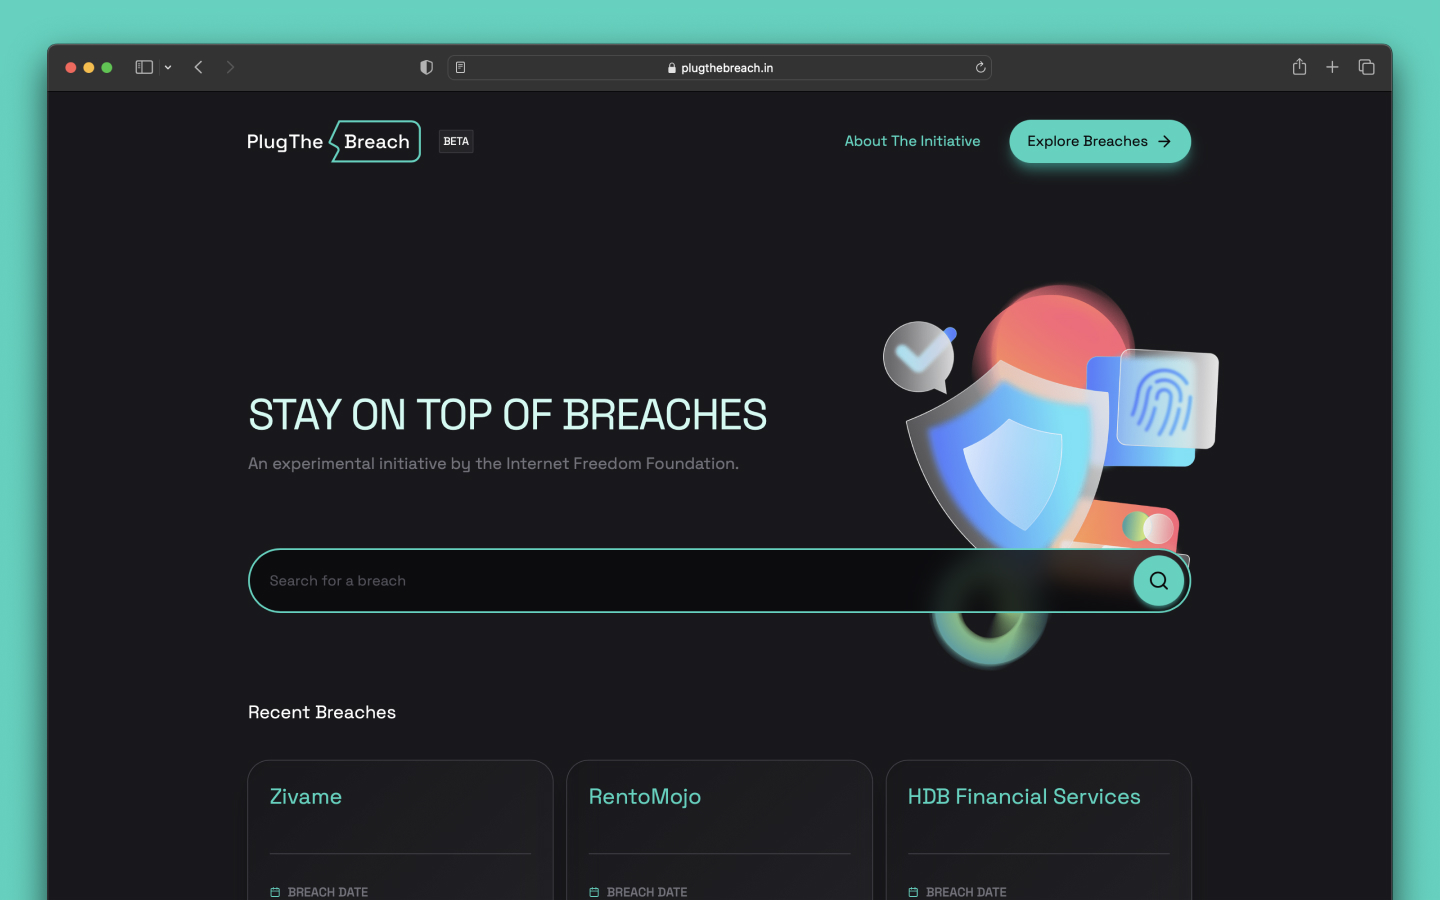 plugthebreach.in
PlugThe Breach BETA
About The Initiative
Explore Breaches
STAY ON TOP OF BREACHES
An experimental initiative by the Internet Freedom Foundation.
Search for a breach
Recent Breaches
Zivame
RentoMojo
HDB Financial Services
BREACH DATE
BREACH DATE
BREACH DATE